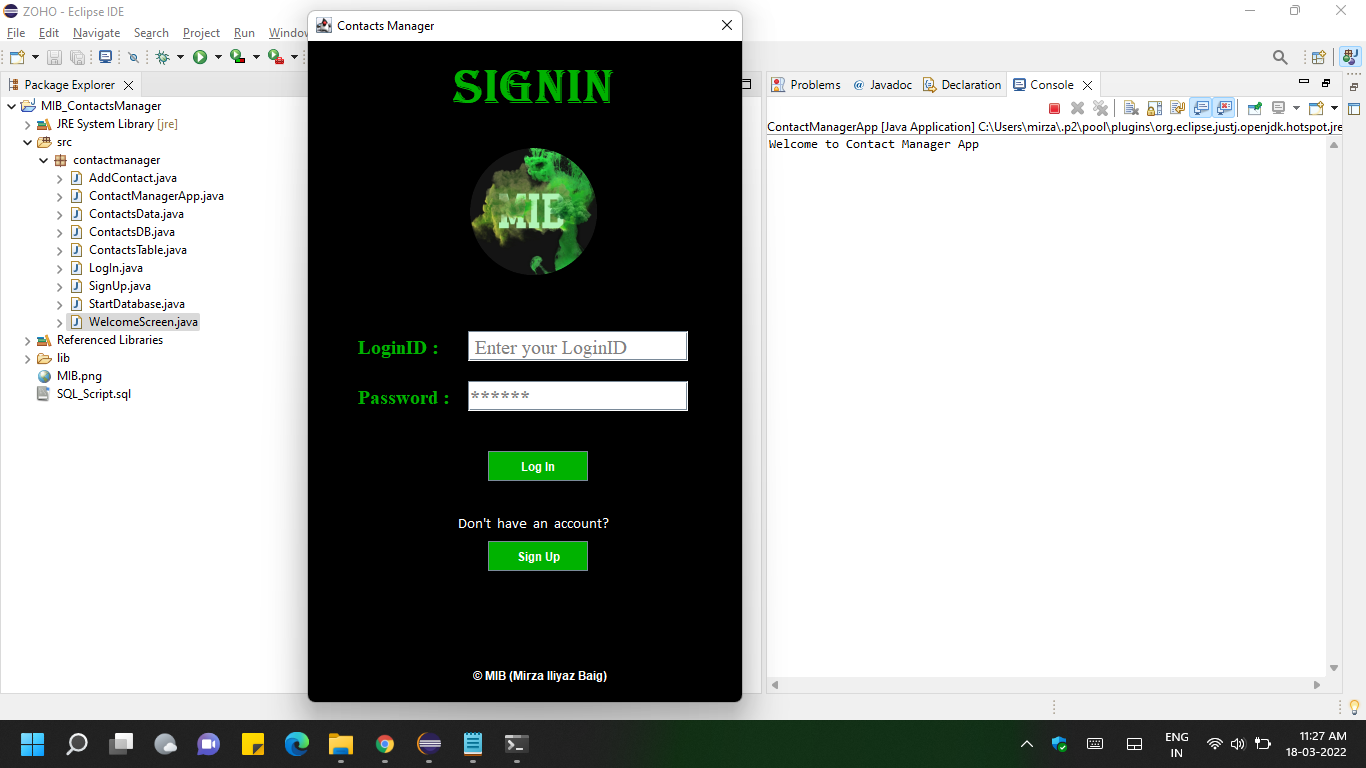 ZOHO - Eclipse IDE
File Edit Navigate Search Project Run Window
Package Explorer
MIB_ContactsManager
JRE System Library [jre]
src
contactmanager
AddContact.java
ContactManagerApp.java
ContactsData.java
ContactsDB.java
ContactsTable.java
LogIn.java
SignUp.java
StartDatabase.java
WelcomeScreen.java
Referenced Libraries
lib
MIB.png
SQL_Script.sql
Contacts Manager
SIGNIN
MIB
LoginID : Enter your LoginID
Password : ******
Log In
Don't have an account?
Sign Up
© MIB (Mirza Iliyaz Baig)
Problems @ Javadoc Declaration Console
ContactManagerApp [Java Application] C:\Users\mirza\.p2\pool\plugins\org.eclipse.justj.openjdk.hotspot.jre
Welcome to Contact Manager App
ENG
IN
11:27 AM
18-03-2022